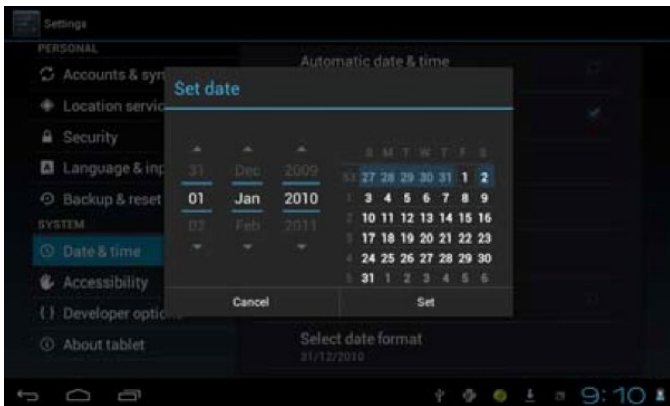 Settings
PERSONAL
Accounts & syn
Location servic
Security
Language & inp
Backup & reset
SYSTEM
Date & time
Accessibility
{ } Developer optio
About tablet
Automatic date & time
Set date
31 Dec 2009
01 Jan 2010
02 Feb 2011
S M T W T F S
53 27 28 29 30 31 1 2
1 3 4 5 6 7 8 9
2 10 11 12 13 14 15 16
3 17 18 19 20 21 22 23
4 24 25 26 27 28 29 30
5 31 1 2 3 4 5 6
Cancel Set
Select date format
31/12/2010
9:10